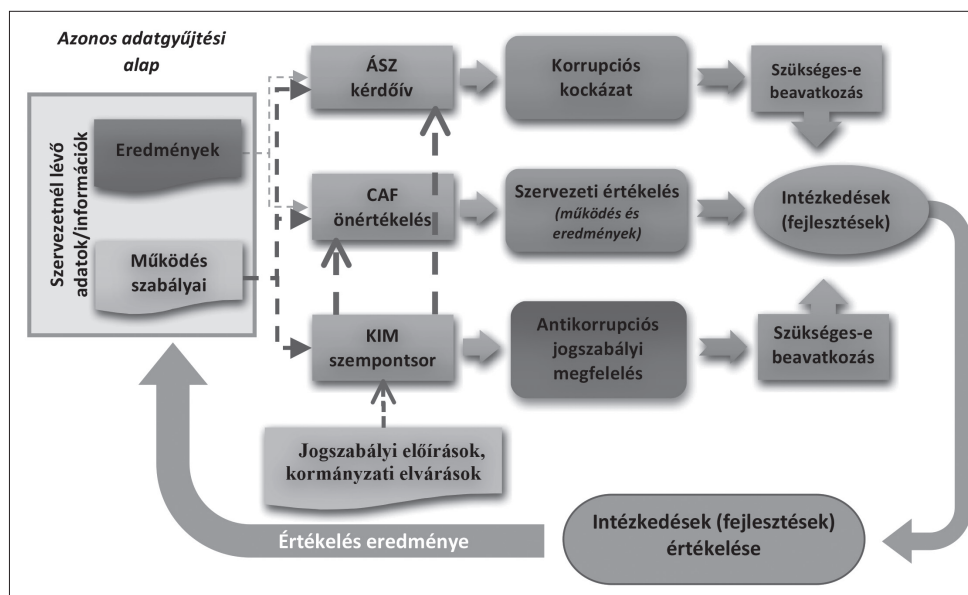 Azonos adatgyűjtési
alap
Szervezetnél lévő
adatok/információk
Eredmények
Működés
szabályai
ÁSZ
kérdőív
Korrupciós
kockázat
Szükséges-e
beavatkozás
CAF
önértékelés
Szervezeti értékelés
(működés és
eredmények)
Intézkedések
(fejlesztések)
KIM
szempontsor
Antikorrupciós
jogszabályi
megfelelés
Szükséges-e
beavatkozás
Jogszabályi előírások,
kormányzati elvárások
Értékelés eredménye
Intézkedések (fejlesztések)
értékelése